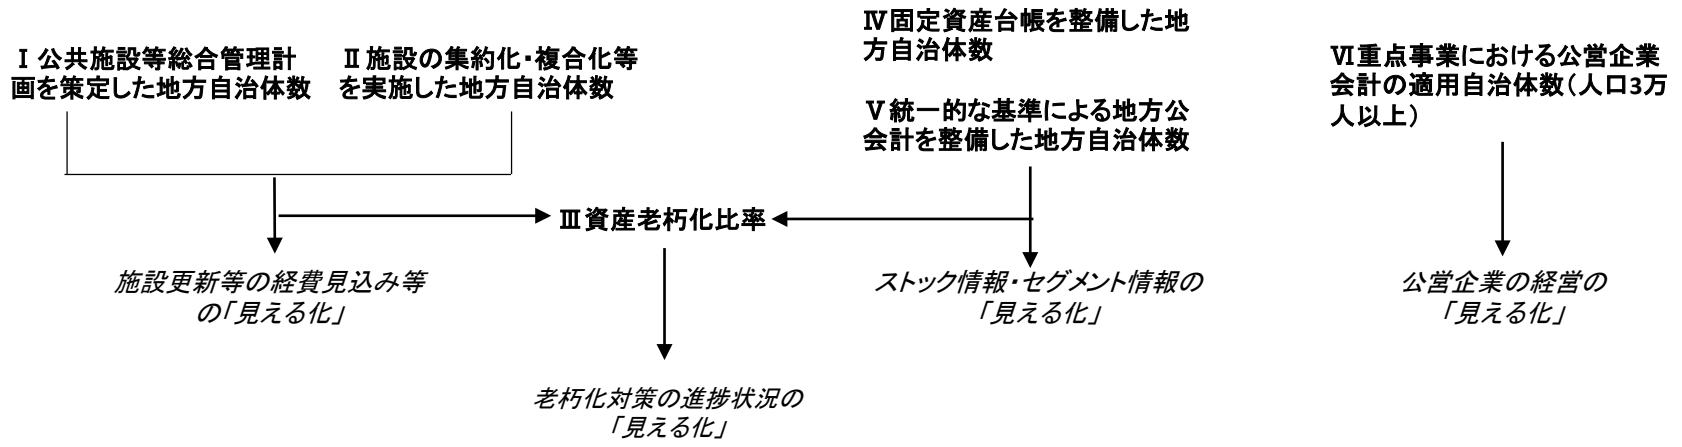 Ⅰ 公共施設等総合管理計
画を策定した地方自治体数
Ⅱ 施設の集約化・複合化等
を実施した地方自治体数
Ⅳ固定資産台帳を整備した地
方自治体数
Ⅴ 統一的な基準による地方公
会計を整備した地方自治体数
Ⅵ重点事業における公営企業
会計の適用自治体数（人口3万
人以上）
Ⅲ資産老朽化比率
施設更新等の経費見込み等
の「見える化」
ストック情報・セグメント情報の
「見える化」
公営企業の経営の
「見える化」
老朽化対策の進捗状況の
「見える化」